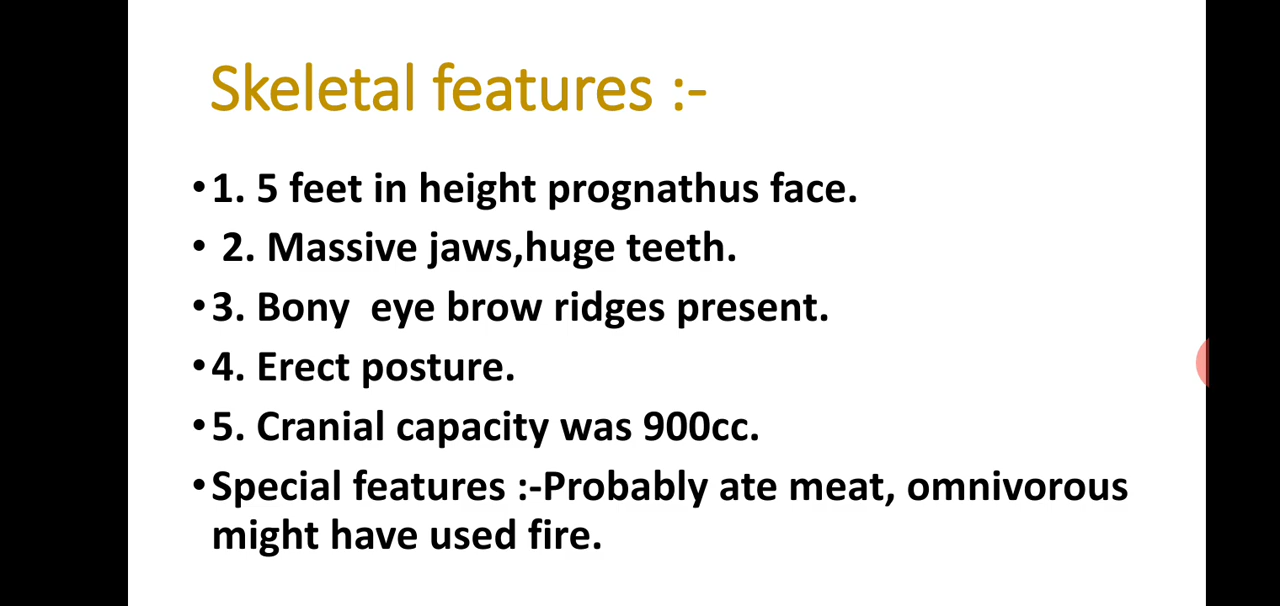 Skeletal features :-
•1. 5 feet in height prognathus face.
• 2. Massive jaws,huge teeth.
•3. Bony  eye brow ridges present.
•4. Erect posture.
•5. Cranial capacity was 900cc.
•Special features :-Probably ate meat, omnivorous
might have used fire.